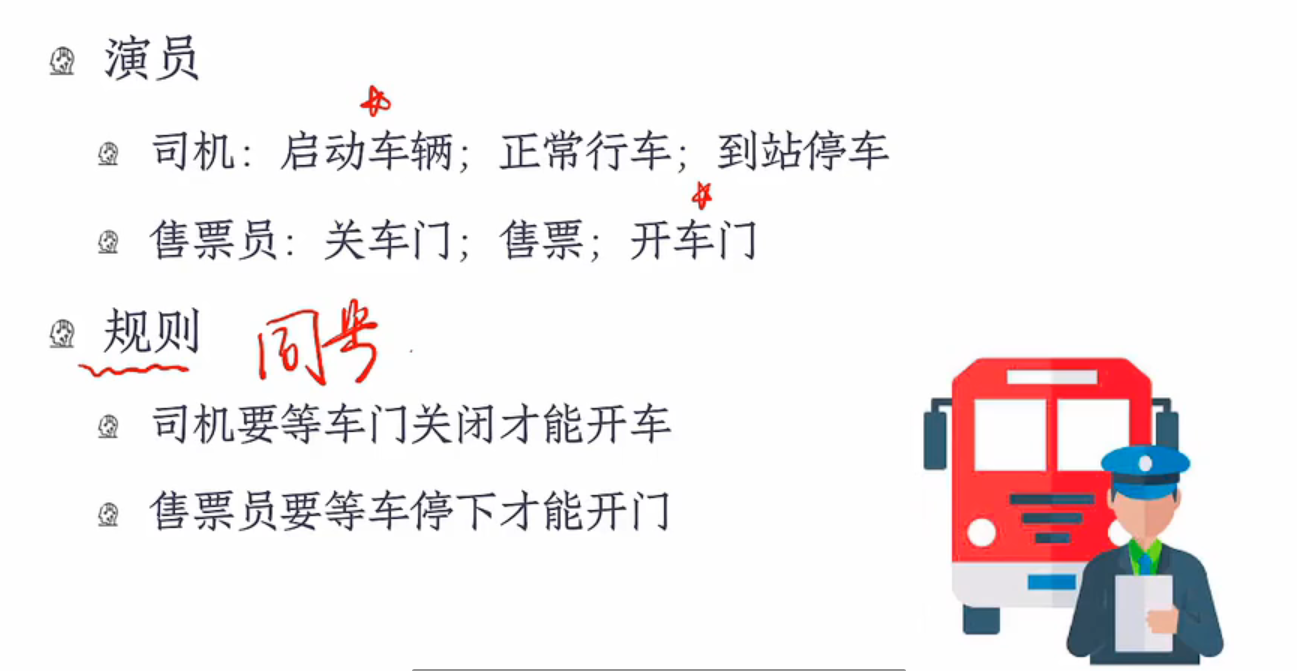 演员
司机：启动车辆；正常行车；到站停车
售票员：关车门；售票；开车门
规则 同步
司机要等车门关闭才能开车
售票员要等车停下才能开门